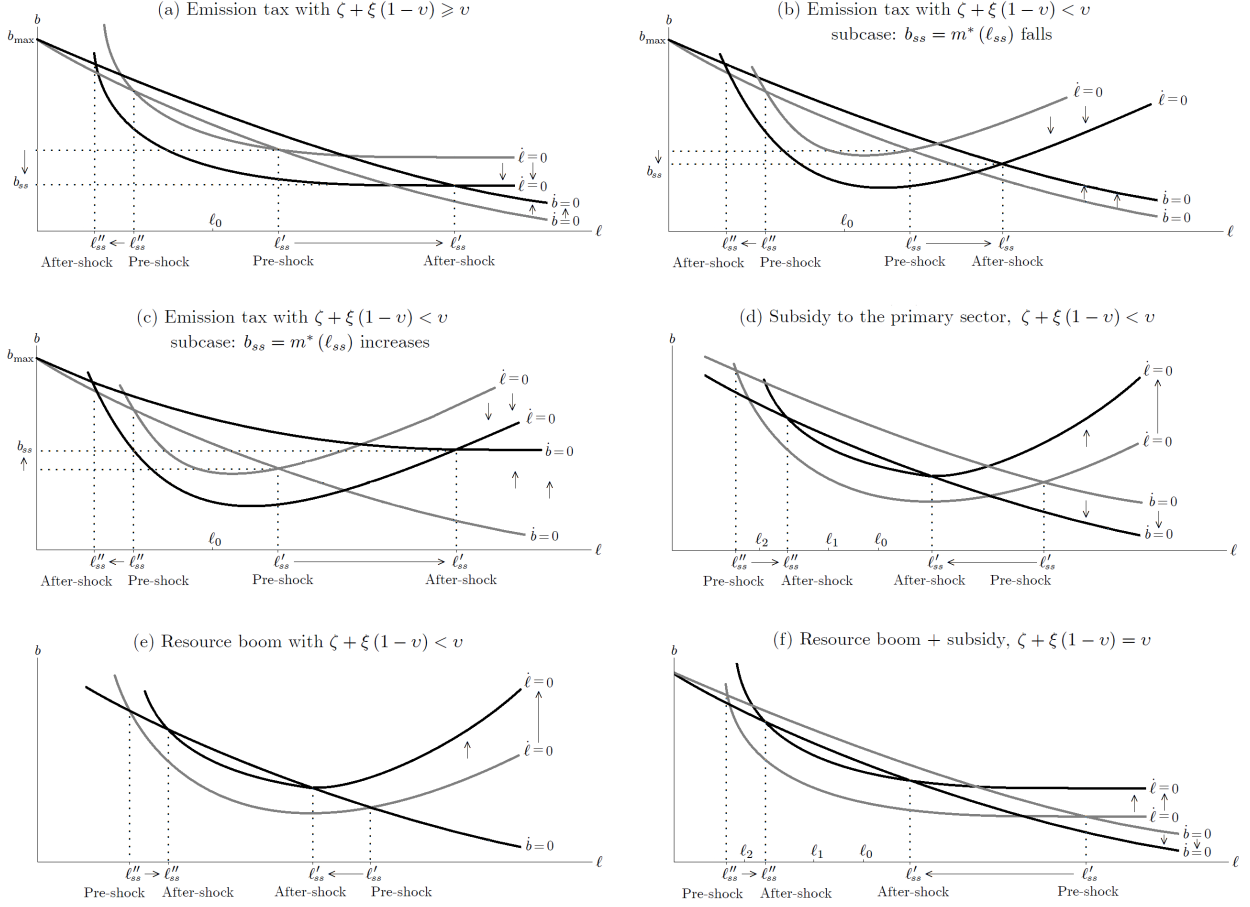 (a) Emission tax with ζ + ξ (1 − υ) ⩾ υ
b
b_max
ℓ̇=0
b_ss
ℓ̇=0
ḃ=0
ḃ=0
ℓ_0
ℓ
ℓ″_ss ← ℓ″_ss ℓ′_ss → ℓ′_ss
After-shock Pre-shock Pre-shock After-shock
(b) Emission tax with ζ + ξ (1 − υ) < υ
subcase: b_ss = m* (ℓ_ss) falls
b
b_max
ℓ̇=0
ℓ̇=0
b_ss
ḃ=0
ḃ=0
ℓ_0
ℓ
ℓ″_ss ← ℓ″_ss ℓ′_ss → ℓ′_ss
After-shock Pre-shock Pre-shock After-shock
(c) Emission tax with ζ + ξ (1 − υ) < υ
subcase: b_ss = m* (ℓ_ss) increases
b
b_max
ℓ̇=0
ℓ̇=0
b_ss
ḃ=0
ḃ=0
ℓ_0
ℓ
ℓ″_ss ← ℓ″_ss ℓ′_ss → ℓ′_ss
After-shock Pre-shock Pre-shock After-shock
(d) Subsidy to the primary sector, ζ + ξ (1 − υ) < υ
b
ℓ̇=0
ℓ̇=0
ḃ=0
ḃ=0
ℓ_2 ℓ_1 ℓ_0
ℓ
ℓ″_ss → ℓ″_ss ℓ′_ss ← ℓ′_ss
Pre-shock After-shock After-shock Pre-shock
(e) Resource boom with ζ + ξ (1 − υ) < υ
b
ℓ̇=0
ℓ̇=0
ḃ=0
ℓ
ℓ″_ss → ℓ″_ss ℓ′_ss ← ℓ′_ss
Pre-shock After-shock After-shock Pre-shock
(f) Resource boom + subsidy, ζ + ξ (1 − υ) = υ
b
ℓ̇=0
ℓ̇=0
ḃ=0
ḃ=0
ℓ_2 ℓ_1 ℓ_0
ℓ
ℓ″_ss → ℓ″_ss ℓ′_ss ← ℓ′_ss
Pre-shock After-shock After-shock Pre-shock